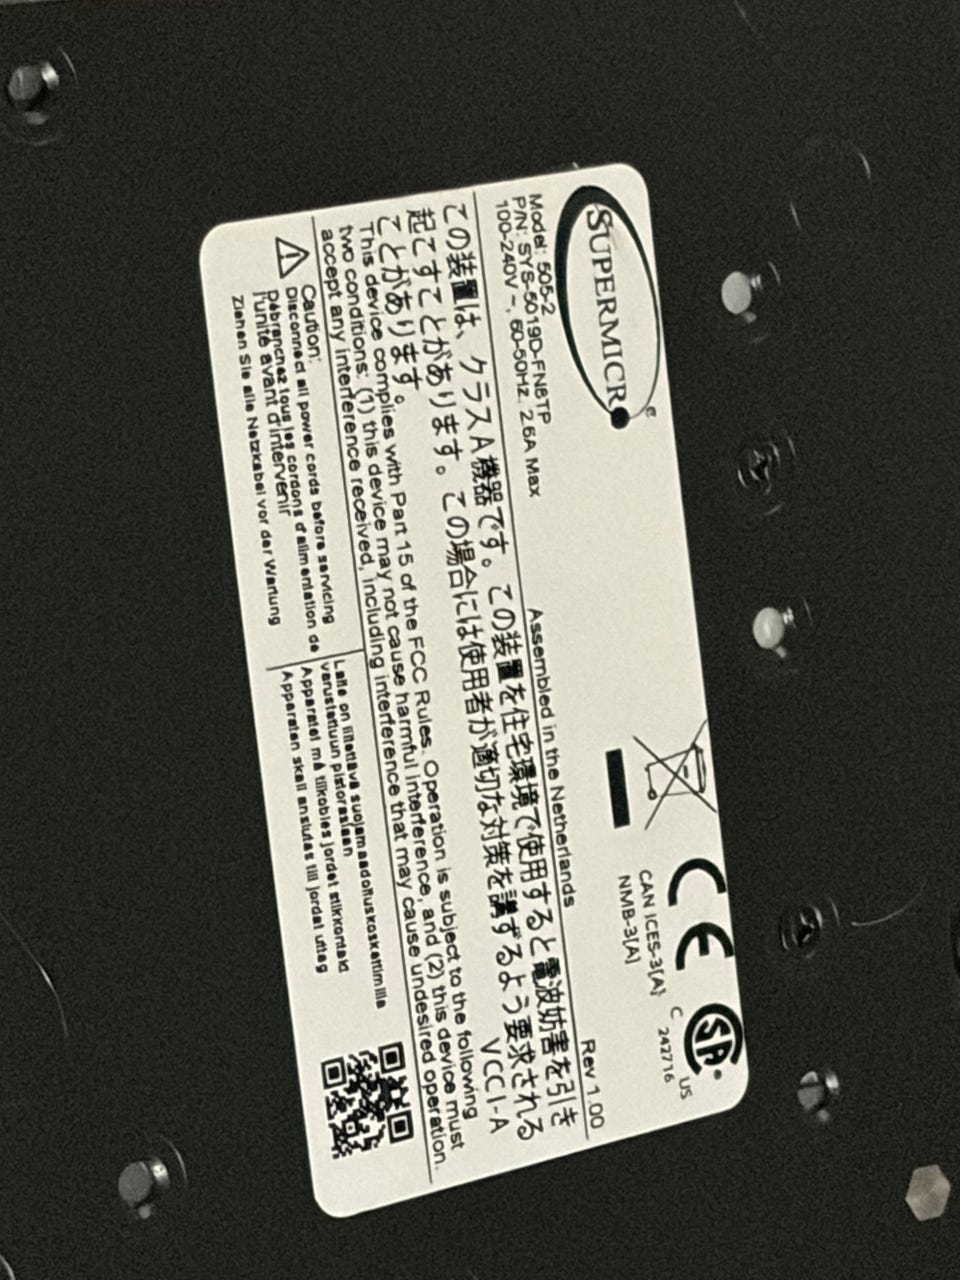 SUPERMICR
Model: 505-2
P/N: SYS-5019D-FN8TP
100-240V ~, 60-50Hz, 2.6A Max
Assembled in the Netherlands
Rev 1.00
CAN ICES-3(A)
NMB-3(A)
CE
SA
C
US
242716
この装置は、クラスA機器です。この装置を住宅環境で使用すると電波妨害を引き
起こすことがあります。この場合には使用者が適切な対策を講ずるよう要求される
ことがあります。
VCCI-A
This device complies with Part 15 of the FCC Rules. Operation is subject to the following
two conditions: (1) this device may not cause harmful interference, and (2) this device must
accept any interference received, including interference that may cause undesired operation.
Caution:
Disconnect all power cords before servicing
Débranchez tous les cordons d'alimentation de
l'unité avant d'intervenir
Ziehen Sie alle Netzkabel vor der Wartung
Laite on liitettävä suojamaadoituskoskettimilla
varustettuun pistorasiaan
Apparatet må tilkobles jordet stikkontakt
Apparaten skall anslutas till jordat uttag